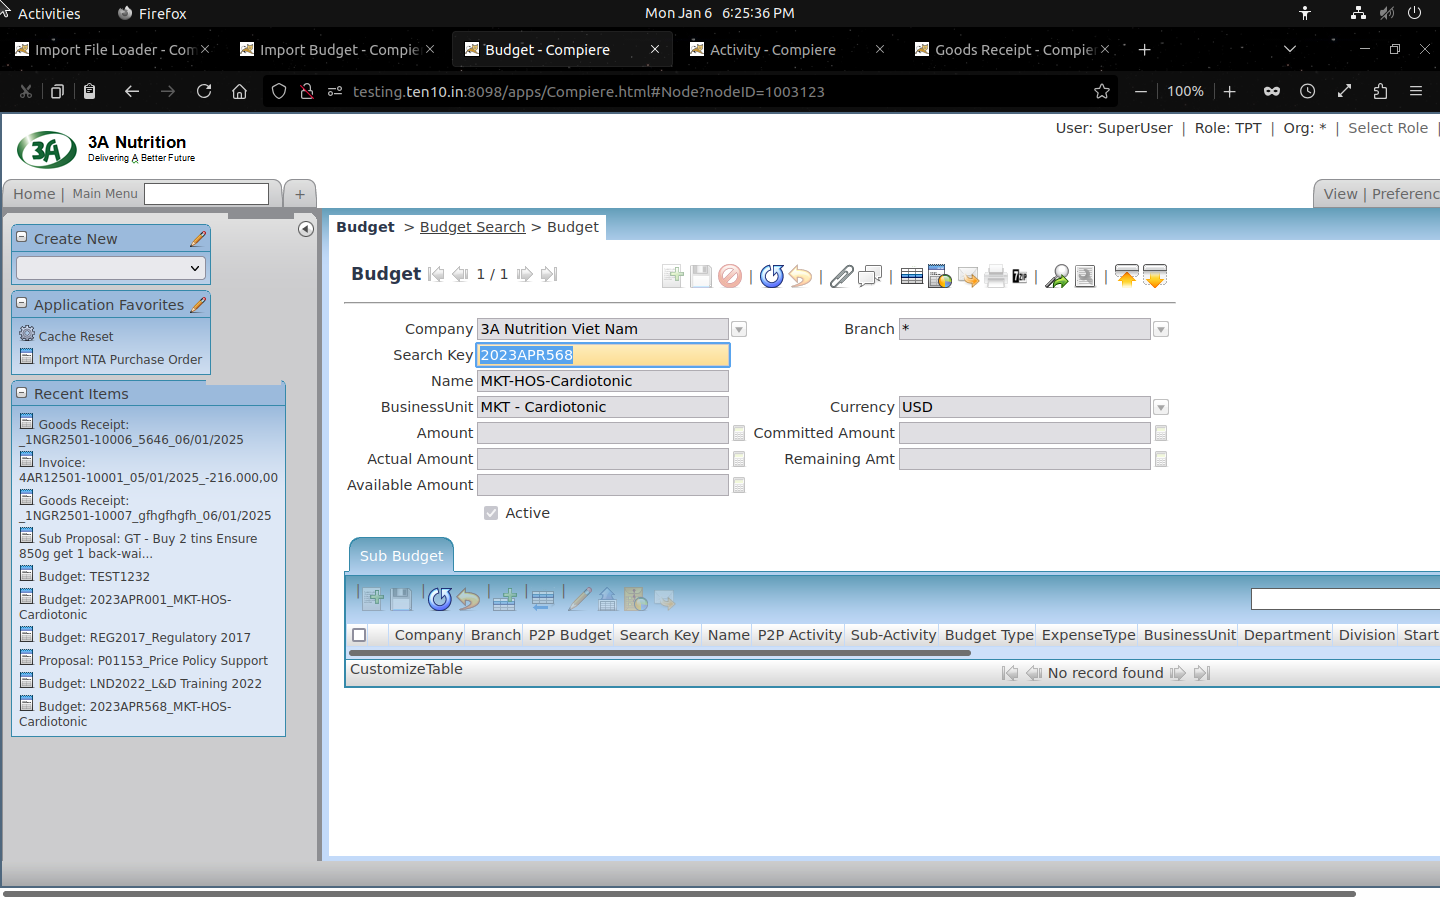 Activities
Firefox
Mon Jan 6 6:25:36 PM
Import File Loader - Com
Import Budget - Compie
Budget - Compiere
Activity - Compiere
Goods Receipt - Compie
testing.ten10.in:8098/apps/Compiere.html#Node?nodeID=1003123
100%
3A
3A Nutrition
Delivering A Better Future
User: SuperUser | Role: TPT | Org: * | Select Role |
Home | Main Menu
+
View | Preferenc
Create New
Application Favorites
Cache Reset
Import NTA Purchase Order
Recent Items
Goods Receipt:
_1NGR2501-10006_5646_06/01/2025
Invoice:
4AR12501-10001_05/01/2025_-216.000,00
Goods Receipt:
_1NGR2501-10007_gfhgfhgfh_06/01/2025
Sub Proposal: GT - Buy 2 tins Ensure
850g get 1 back-wai...
Budget: TEST1232
Budget: 2023APR001_MKT-HOS-
Cardiotonic
Budget: REG2017_Regulatory 2017
Proposal: P01153_Price Policy Support
Budget: LND2022_L&D Training 2022
Budget: 2023APR568_MKT-HOS-
Cardiotonic
Budget > Budget Search > Budget
Budget 1 / 1
7zip
Company 3A Nutrition Viet Nam Branch *
Search Key 2023APR568
Name MKT-HOS-Cardiotonic
BusinessUnit MKT - Cardiotonic Currency USD
Amount Committed Amount
Actual Amount Remaining Amt
Available Amount
Active
Sub Budget
Company Branch P2P Budget Search Key Name P2P Activity Sub-Activity Budget Type ExpenseType BusinessUnit Department Division Start
CustomizeTable
No record found